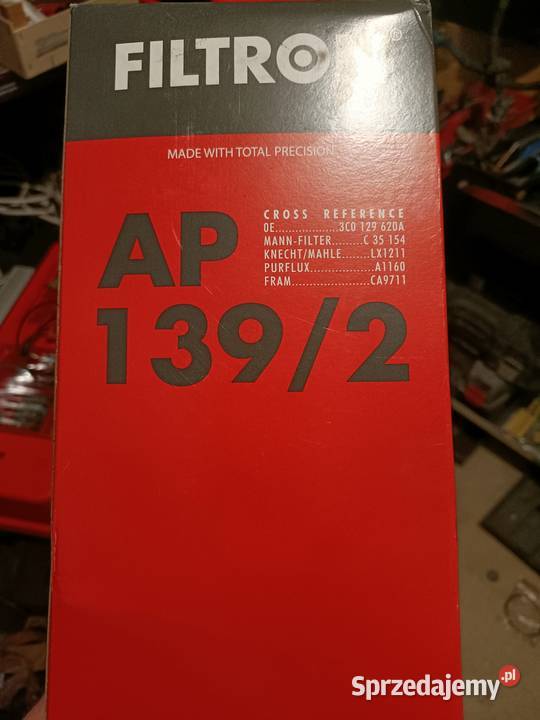 FILTRON®
MADE WITH TOTAL PRECISION
AP
139/2
CROSS REFERENCE
OE...................3C0 129 620A
MANN-FILTER.........C 35 154
KNECHT/MAHLE........LX1211
PURFLUX...................A1160
FRAM.......................CA9711
Sprzedajemy.pl